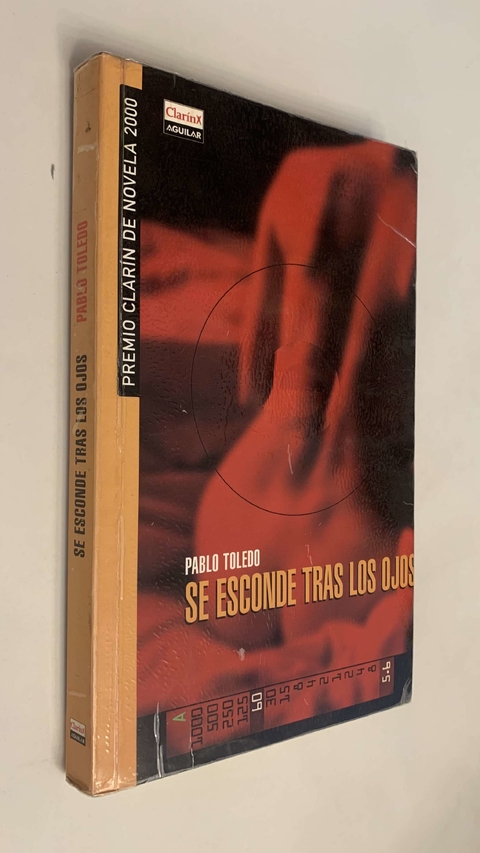 Clarín X
AGUILAR
PREMIO CLARÍN DE NOVELA 2000
PABLO TOLEDO
SE ESCONDE TRAS LOS OJOS
A
1000
500
250
125
60
30
15
8
4
2
1
2
4
8
5.6
SE ESCONDE TRAS LOS OJOS PABLO TOLEDO
AGUILAR